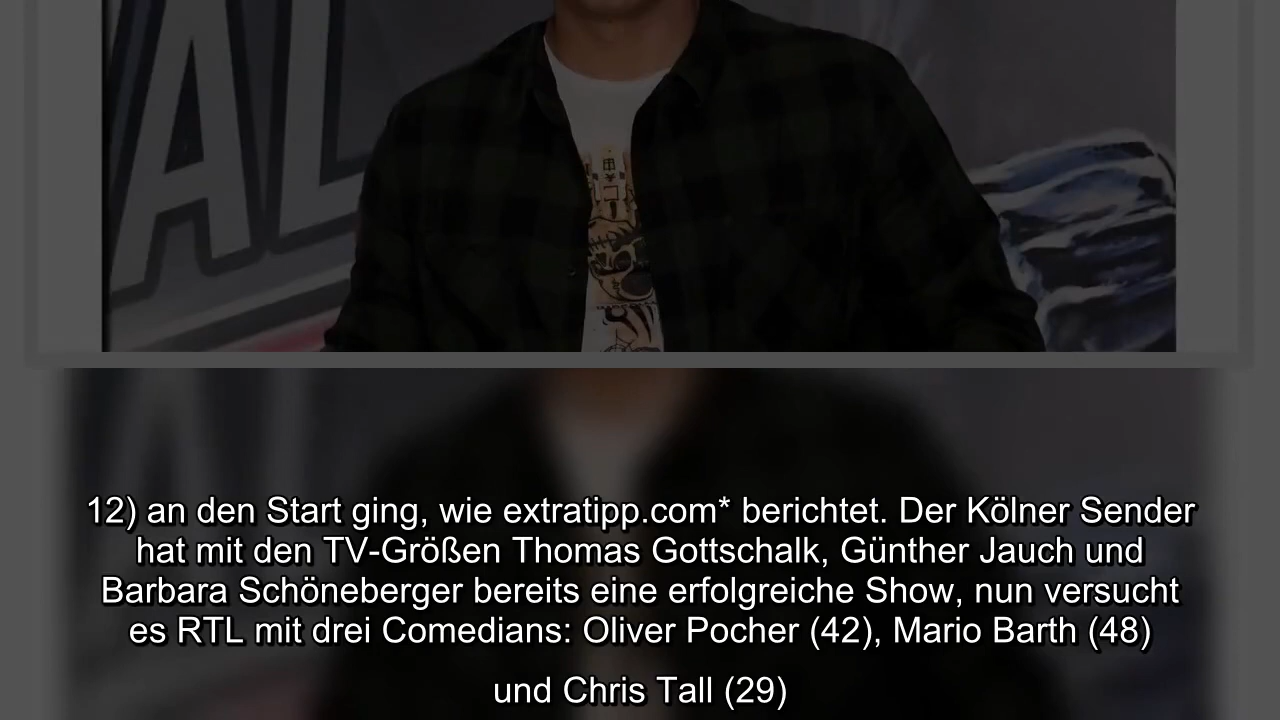 AL
12) an den Start ging, wie extratipp.com* berichtet. Der Kölner Sender
hat mit den TV-Größen Thomas Gottschalk, Günther Jauch und
Barbara Schöneberger bereits eine erfolgreiche Show, nun versucht
es RTL mit drei Comedians: Oliver Pocher (42), Mario Barth (48)
und Chris Tall (29)